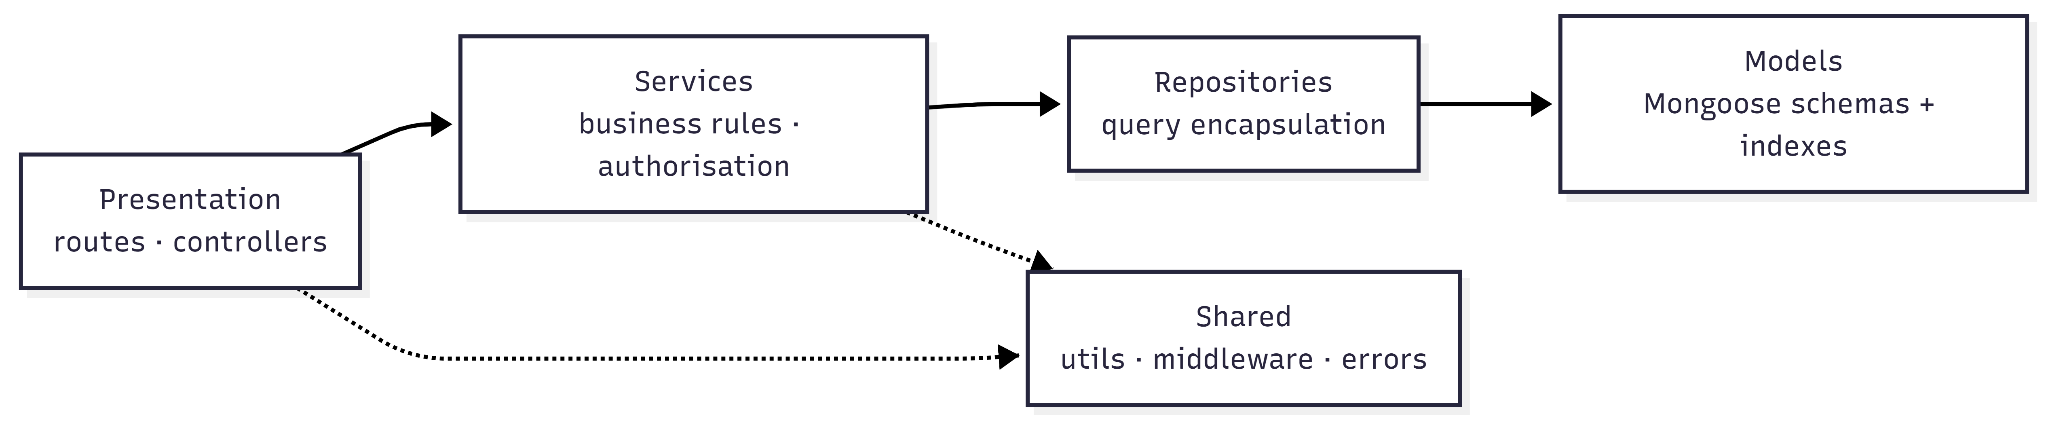 Presentation
routes · controllers
Services
business rules ·
authorisation
Repositories
query encapsulation
Models
Mongoose schemas +
indexes
Shared
utils · middleware · errors